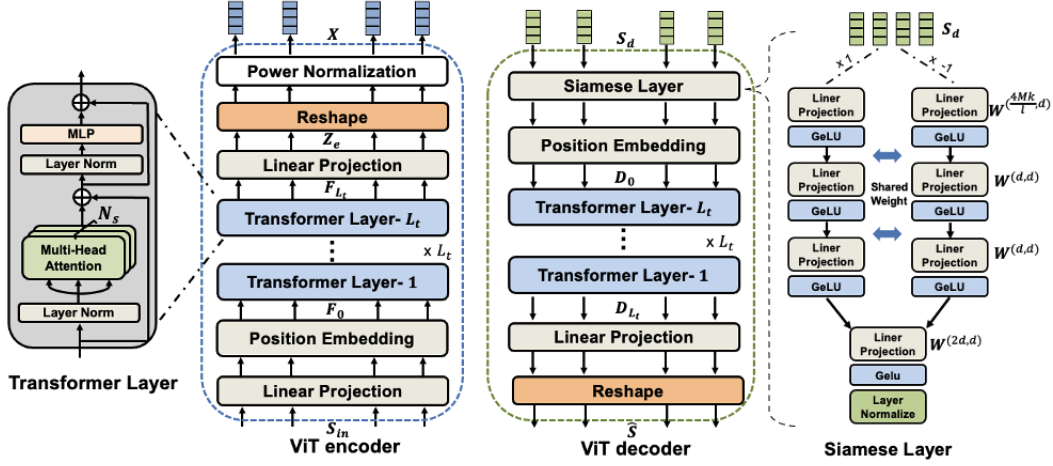 X
Power Normalization
Reshape
Z_e
Linear Projection
F_{L_t}
Transformer Layer- L_t
x L_t
Transformer Layer- 1
F_0
Position Embedding
Linear Projection
S_{in}
ViT encoder
MLP
Layer Norm
N_s
Multi-Head
Attention
Layer Norm
Transformer Layer
S_d
Siamese Layer
Position Embedding
D_0
Transformer Layer- L_t
x L_t
Transformer Layer- 1
D_{L_t}
Linear Projection
Reshape
Ŝ
ViT decoder
S_d
x 1
x -1
Liner
Projection
Liner
Projection
W^{(\frac{4Mk}{l},d)}
GeLU
GeLU
Liner
Projection
Shared
Weight
Liner
Projection
W^{(d,d)}
GeLU
GeLU
Liner
Projection
Liner
Projection
W^{(d,d)}
GeLU
GeLU
Liner
Projection
W^{(2d,d)}
Gelu
Layer
Normalize
Siamese Layer